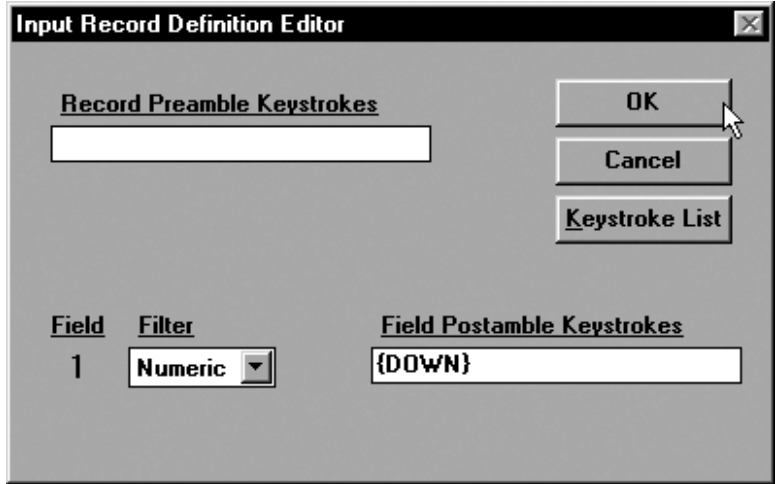 Input Record Definition Editor
Record Preamble Keystrokes
OK
Cancel
Keystroke List
Field Filter Field Postamble Keystrokes
1 Numeric {DOWN}